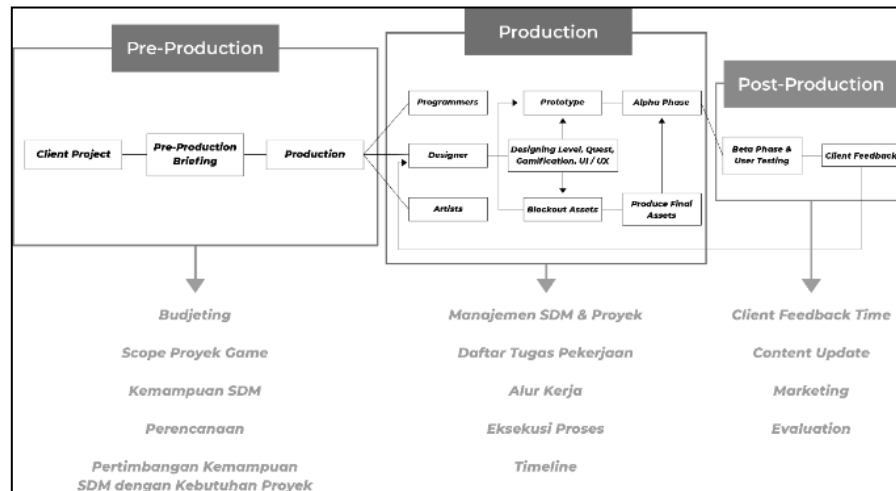 Pre-Production
Production
Post-Production
Client Project
Pre-Production
Briefing
Production
Programmers
Designer
Artists
Prototype
Alpha Phase
Designing Level, Quest,
Gamification. UI / UX
Blockout Assets
Produce Final
Assets
Beta Phase &
User Testing
Client Feedback
Budjeting
Scope Proyek Game
Kemampuan SDM
Perencanaan
Pertimbangan Kemampuan
SDM dengan Kebutuhan Proyek
Manajemen SDM & Proyek
Daftar Tugas Pekerjaan
Alur Kerja
Eksekusi Proses
Timeline
Client Feedback Time
Content Update
Marketing
Evaluation